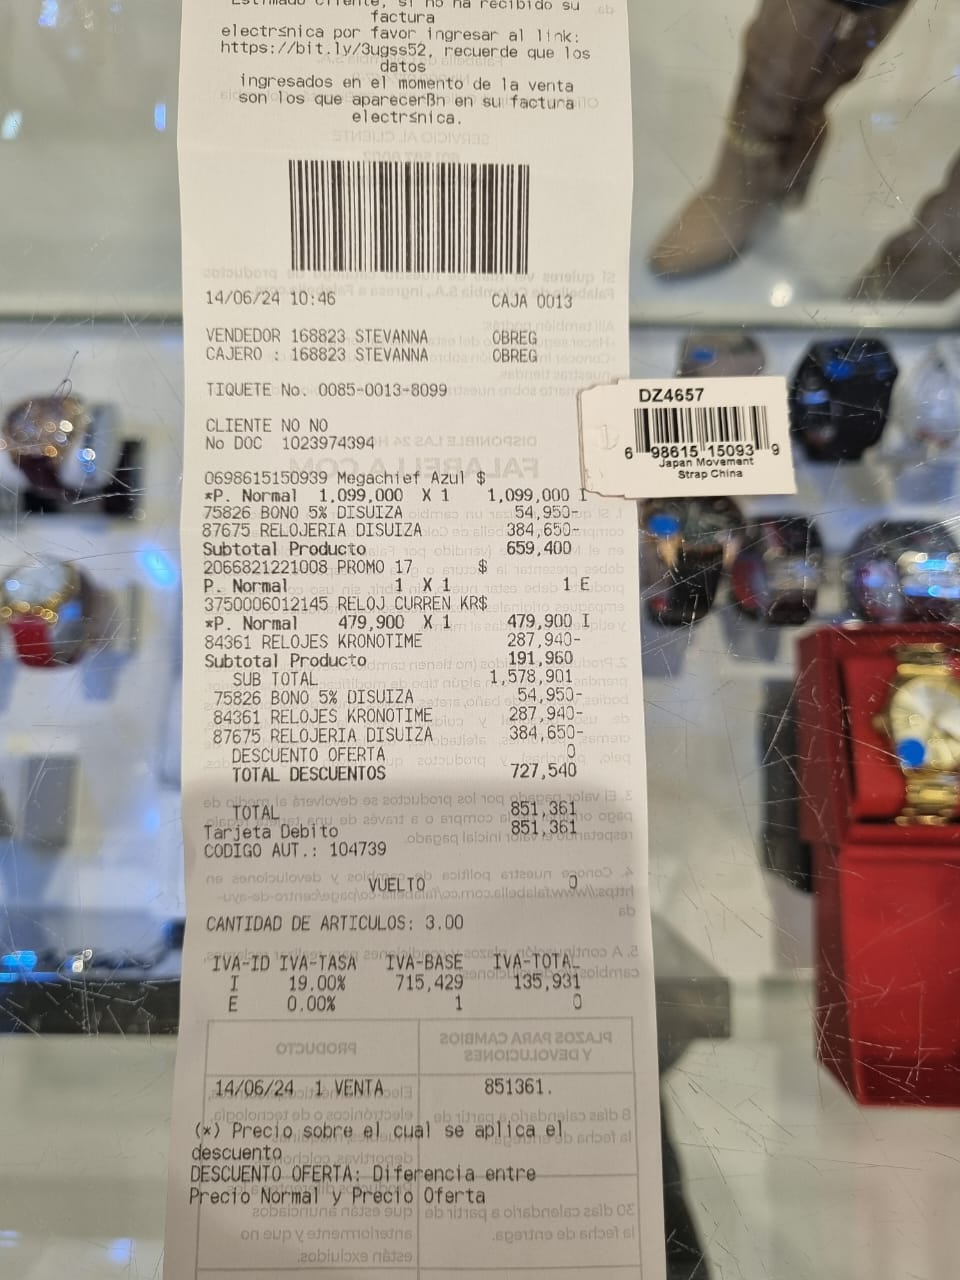 Estimado cliente, si no ha recibido su
factura
electrsnica por favor ingresar al link:
https://bit.ly/3ugss52, recuerde que los
datos
ingresados en el momento de la venta
son los que aparecerßn en su factura
electrsnica.
14/06/24 10:46 CAJA 0013
VENDEDOR 168823 STEVANNA OBREG
CAJERO : 168823 STEVANNA OBREG
TIQUETE No. 0085-0013-8099
CLIENTE NO NO
No DOC 1023974394
0698615150939 Megachief Azul $
*P. Normal 1,099,000 X 1 1,099,000 I
75826 BONO 5% DISUIZA 54,950-
87675 RELOJERIA DISUIZA 384,650-
Subtotal Producto 659,400
2066821221008 PROMO 17 $
P. Normal 1 X 1 1 E
3750006012145 RELOJ CURREN KR$
*P. Normal 479,900 X 1 479,900 I
84361 RELOJES KRONOTIME 287,940-
Subtotal Producto 191,960
SUB TOTAL 1,578,901
75826 BONO 5% DISUIZA 54,950-
84361 RELOJES KRONOTIME 287,940-
87675 RELOJERIA DISUIZA 384,650-
DESCUENTO OFERTA 0
TOTAL DESCUENTOS 727,540
TOTAL 851,361
Tarjeta Debito 851,361
CODIGO AUT.: 104739
VUELTO 0
CANTIDAD DE ARTICULOS: 3.00
IVA-ID IVA-TASA IVA-BASE IVA-TOTAL
I 19.00% 715,429 135,931
E 0.00% 1 0
14/06/24 1 VENTA 851361.
(*) Precio sobre el cual se aplica el
descuento
DESCUENTO OFERTA: Diferencia entre
Precio Normal y Precio Oferta
DZ4657
6 98615 15093 9
Japan Movement
Strap China